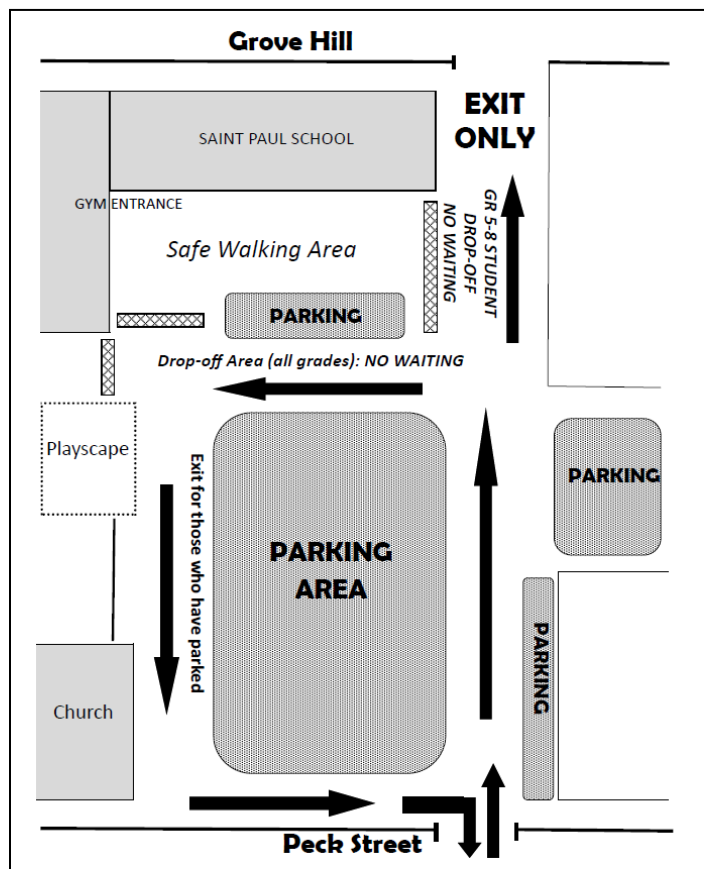 Grove Hill
EXIT
ONLY
SAINT PAUL SCHOOL
GYM ENTRANCE
GR 5-8 STUDENT
DROP-OFF
NO WAITING
Safe Walking Area
PARKING
Drop-off Area (all grades): NO WAITING
Playscape
Exit for those who have parked
PARKING
AREA
PARKING
PARKING
Church
Peck Street